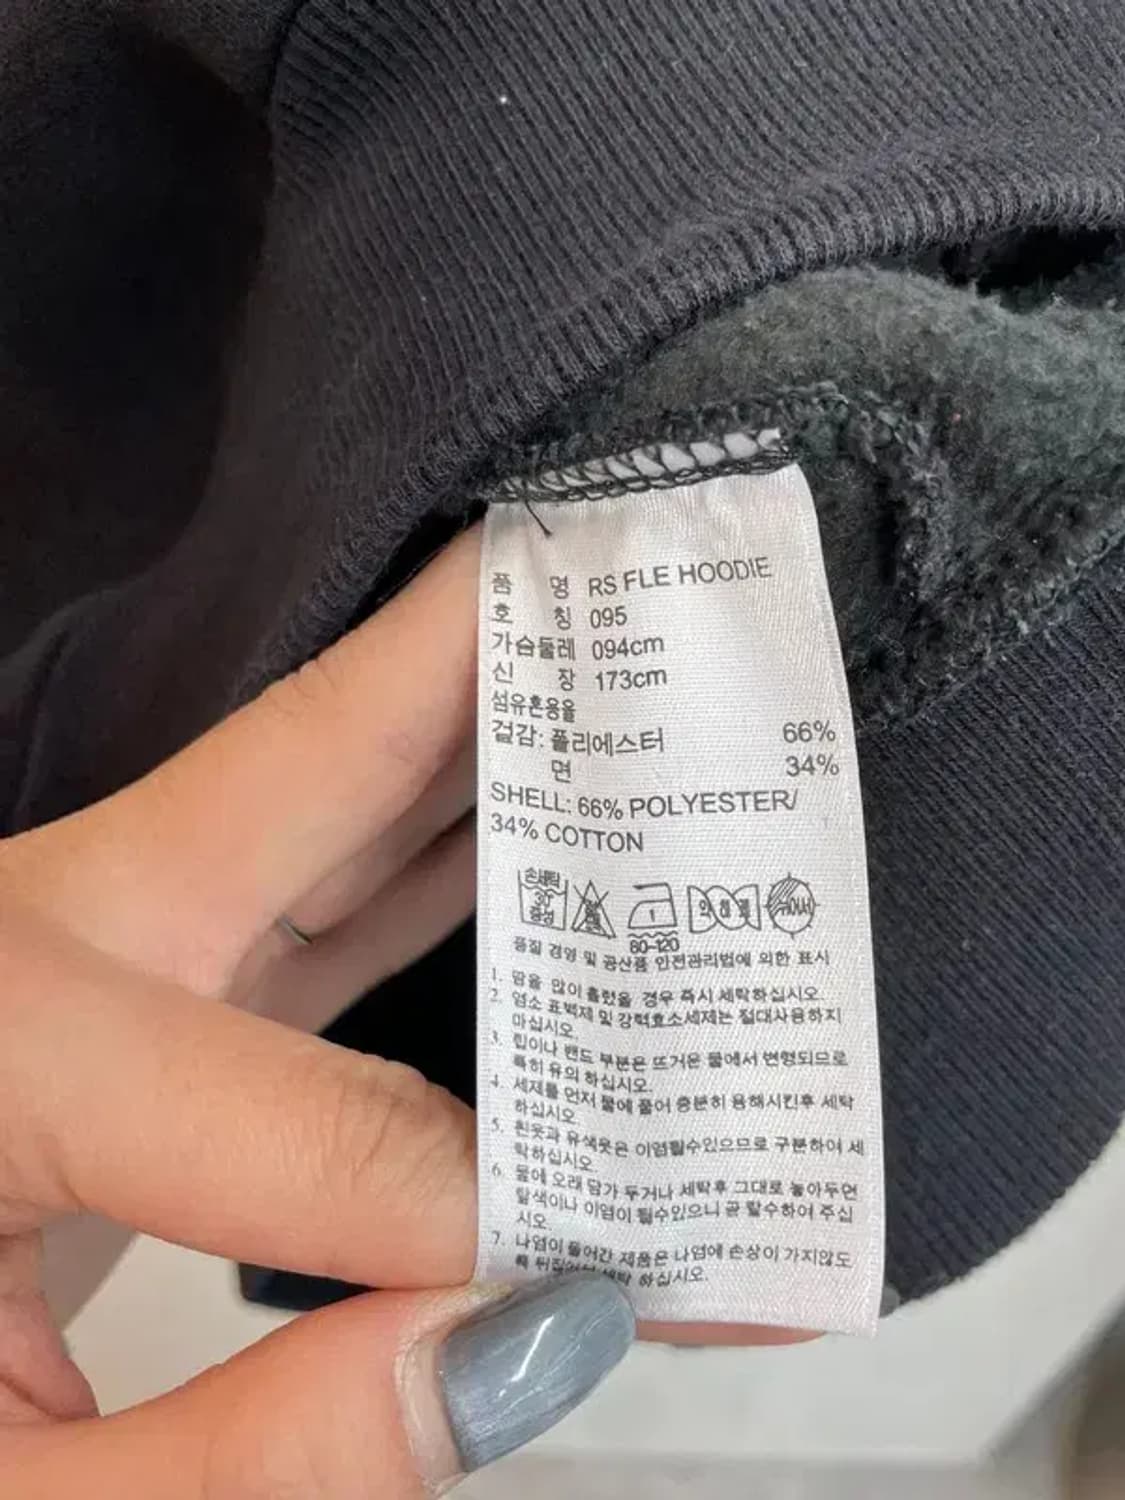 품 명 RS FLE HOODIE
호 칭 095
가슴둘레 094cm
신 장 173cm
섬유혼용율
겉감: 폴리에스터 66%
면 34%
SHELL: 66% POLYESTER/
34% COTTON
손세탁
30°
중성
1
80-120
약 하 게
품질 경영 및 공산품 안전관리법에 의한 표시
1. 땀을 많이 흘렸을 경우 즉시 세탁하십시오.
2. 염소 표백제 및 강력효소세제는 절대사용하지
마십시오.
3. 립이나 밴드 부분은 뜨거운 물에서 변형되므로
특히 유의 하십시오.
4. 세제를 먼저 물에 풀어 충분히 용해시킨후 세탁
하십시오.
5. 흰옷과 유색옷은 이염될수있으므로 구분하여 세
탁하십시오.
6. 물에 오래 담가 두거나 세탁후 그대로 놓아두면
탈색이나 이염이 될수있으니 곧 탈수하여 주십
시오.
7. 나염이 들어간 제품은 나염에 손상이 가지않도
록 하십시오.